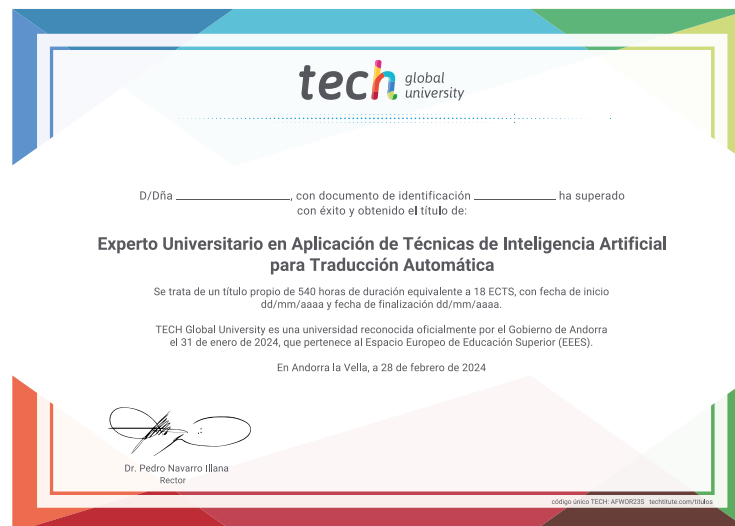 tech global university
D/Dña ______________________, con documento de identificación ________________ ha superado
con éxito y obtenido el título de:
Experto Universitario en Aplicación de Técnicas de Inteligencia Artificial
para Traducción Automática
Se trata de un título propio de 540 horas de duración equivalente a 18 ECTS, con fecha de inicio
dd/mm/aaaa y fecha de finalización dd/mm/aaaa.
TECH Global University es una universidad reconocida oficialmente por el Gobierno de Andorra
el 31 de enero de 2024, que pertenece al Espacio Europeo de Educación Superior (EEES).
En Andorra la Vella, a 28 de febrero de 2024
Dr. Pedro Navarro Illana
Rector
código único TECH: AFWOR23S techtitute.com/titulos